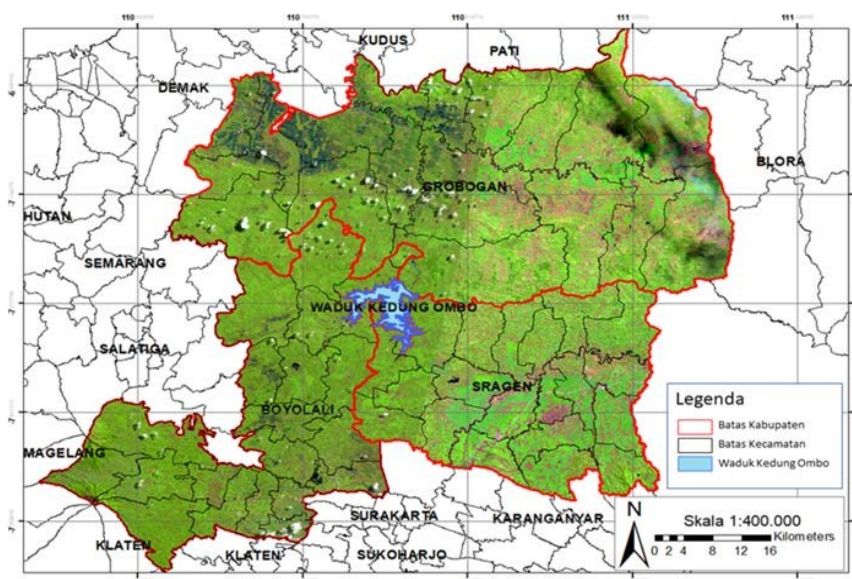 110
110
110
111
111
KUDUS
PATI
DEMAK
BLORA
GROBOGAN
HUTAN
SEMARANG
WADUK KEDUNG OMBO
SALATIGA
SRAGEN
BOYOLALI
MAGELANG
SURAKARTA
KARANGANYAR
KLATEN
KLATEN
SUKOHARJO
Legenda
Batas Kabupaten
Batas Kecamatan
Waduk Kedung Ombo
N
Skala 1:400.000
Kilometers
0 2 4 8 12 16